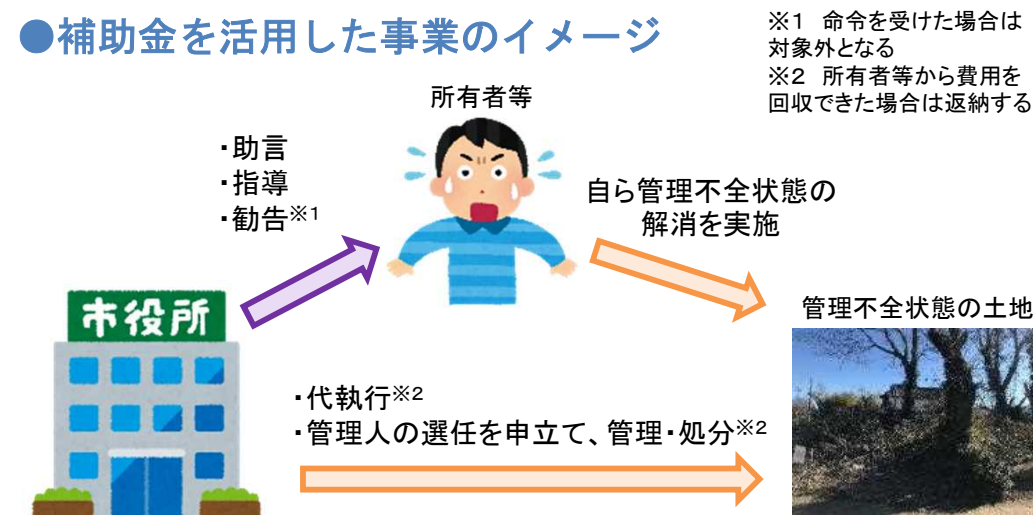 ●補助金を活用した事業のイメージ
※1 命令を受けた場合は
対象外となる
※2 所有者等から費用を
回収できた場合は返納する
所有者等
・助言
・指導
・勧告※1
自ら管理不全状態の
解消を実施
市役所
管理不全状態の土地
・代執行※2
・管理人の選任を申立て、管理・処分※2